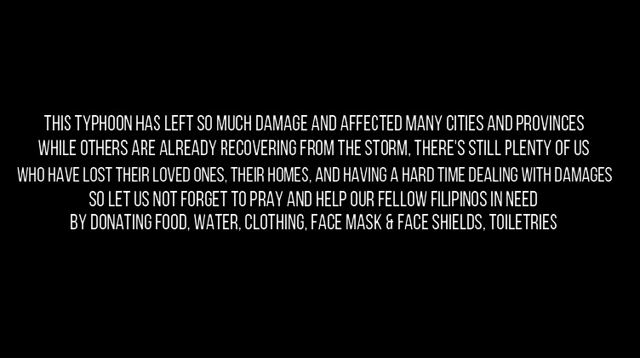 THIS TYPHOON HAS LEFT SO MUCH DAMAGE AND AFFECTED MANY CITIES AND PROVINCES
WHILE OTHERS ARE ALREADY RECOVERING FROM THE STORM, THERE'S STILL PLENTY OF US
WHO HAVE LOST THEIR LOVED ONES, THEIR HOMES, AND HAVING A HARD TIME DEALING WITH DAMAGES
SO LET US NOT FORGET TO PRAY AND HELP OUR FELLOW FILIPINOS IN NEED
BY DONATING FOOD, WATER, CLOTHING, FACE MASK & FACE SHIELDS, TOILETRIES